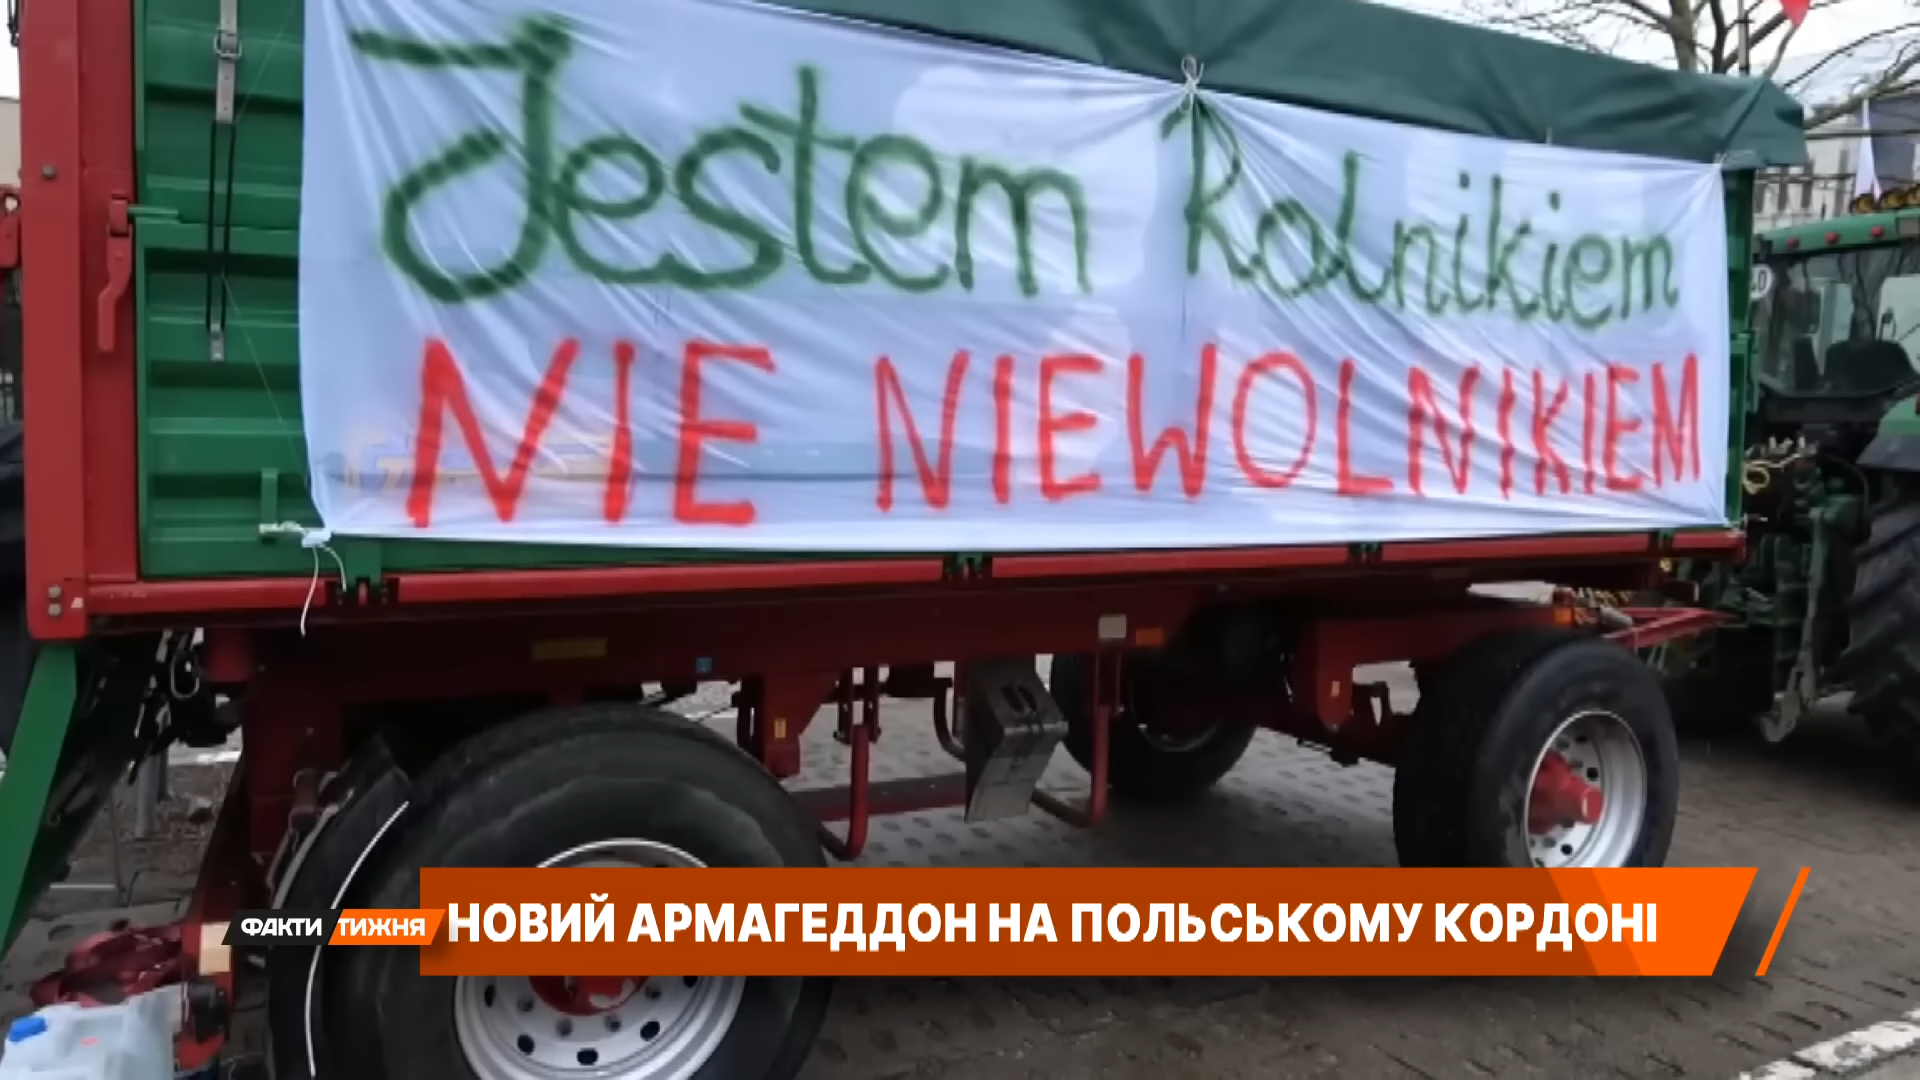 Jestem Rolnikiem
NIE NIEWOLNIKIEM
ФАКТИ ТИЖНЯ
НОВИЙ АРМАГЕДДОН НА ПОЛЬСЬКОМУ КОРДОНІ